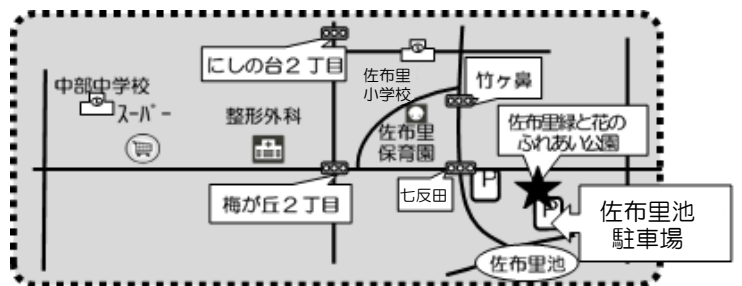 にしの台２丁目
中部中学校
スーパー
整形外科
佐布里
小学校
竹ヶ鼻
佐布里
保育園
佐布里緑と花の
ふれあい公園
梅が丘２丁目
七反田
P
P
佐布里池
駐車場
佐布里池